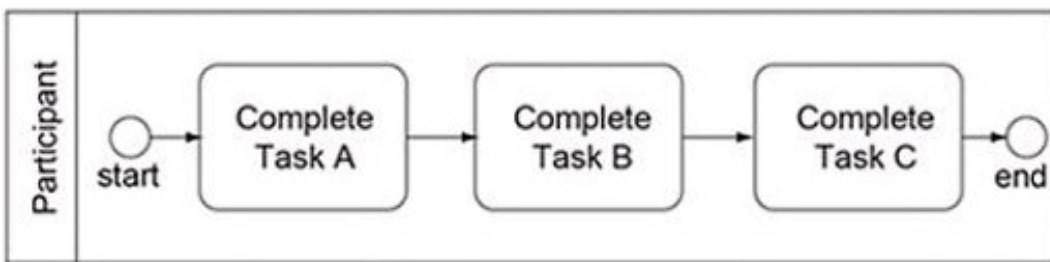 Participant
start
Complete
Task A
Complete
Task B
Complete
Task C
end